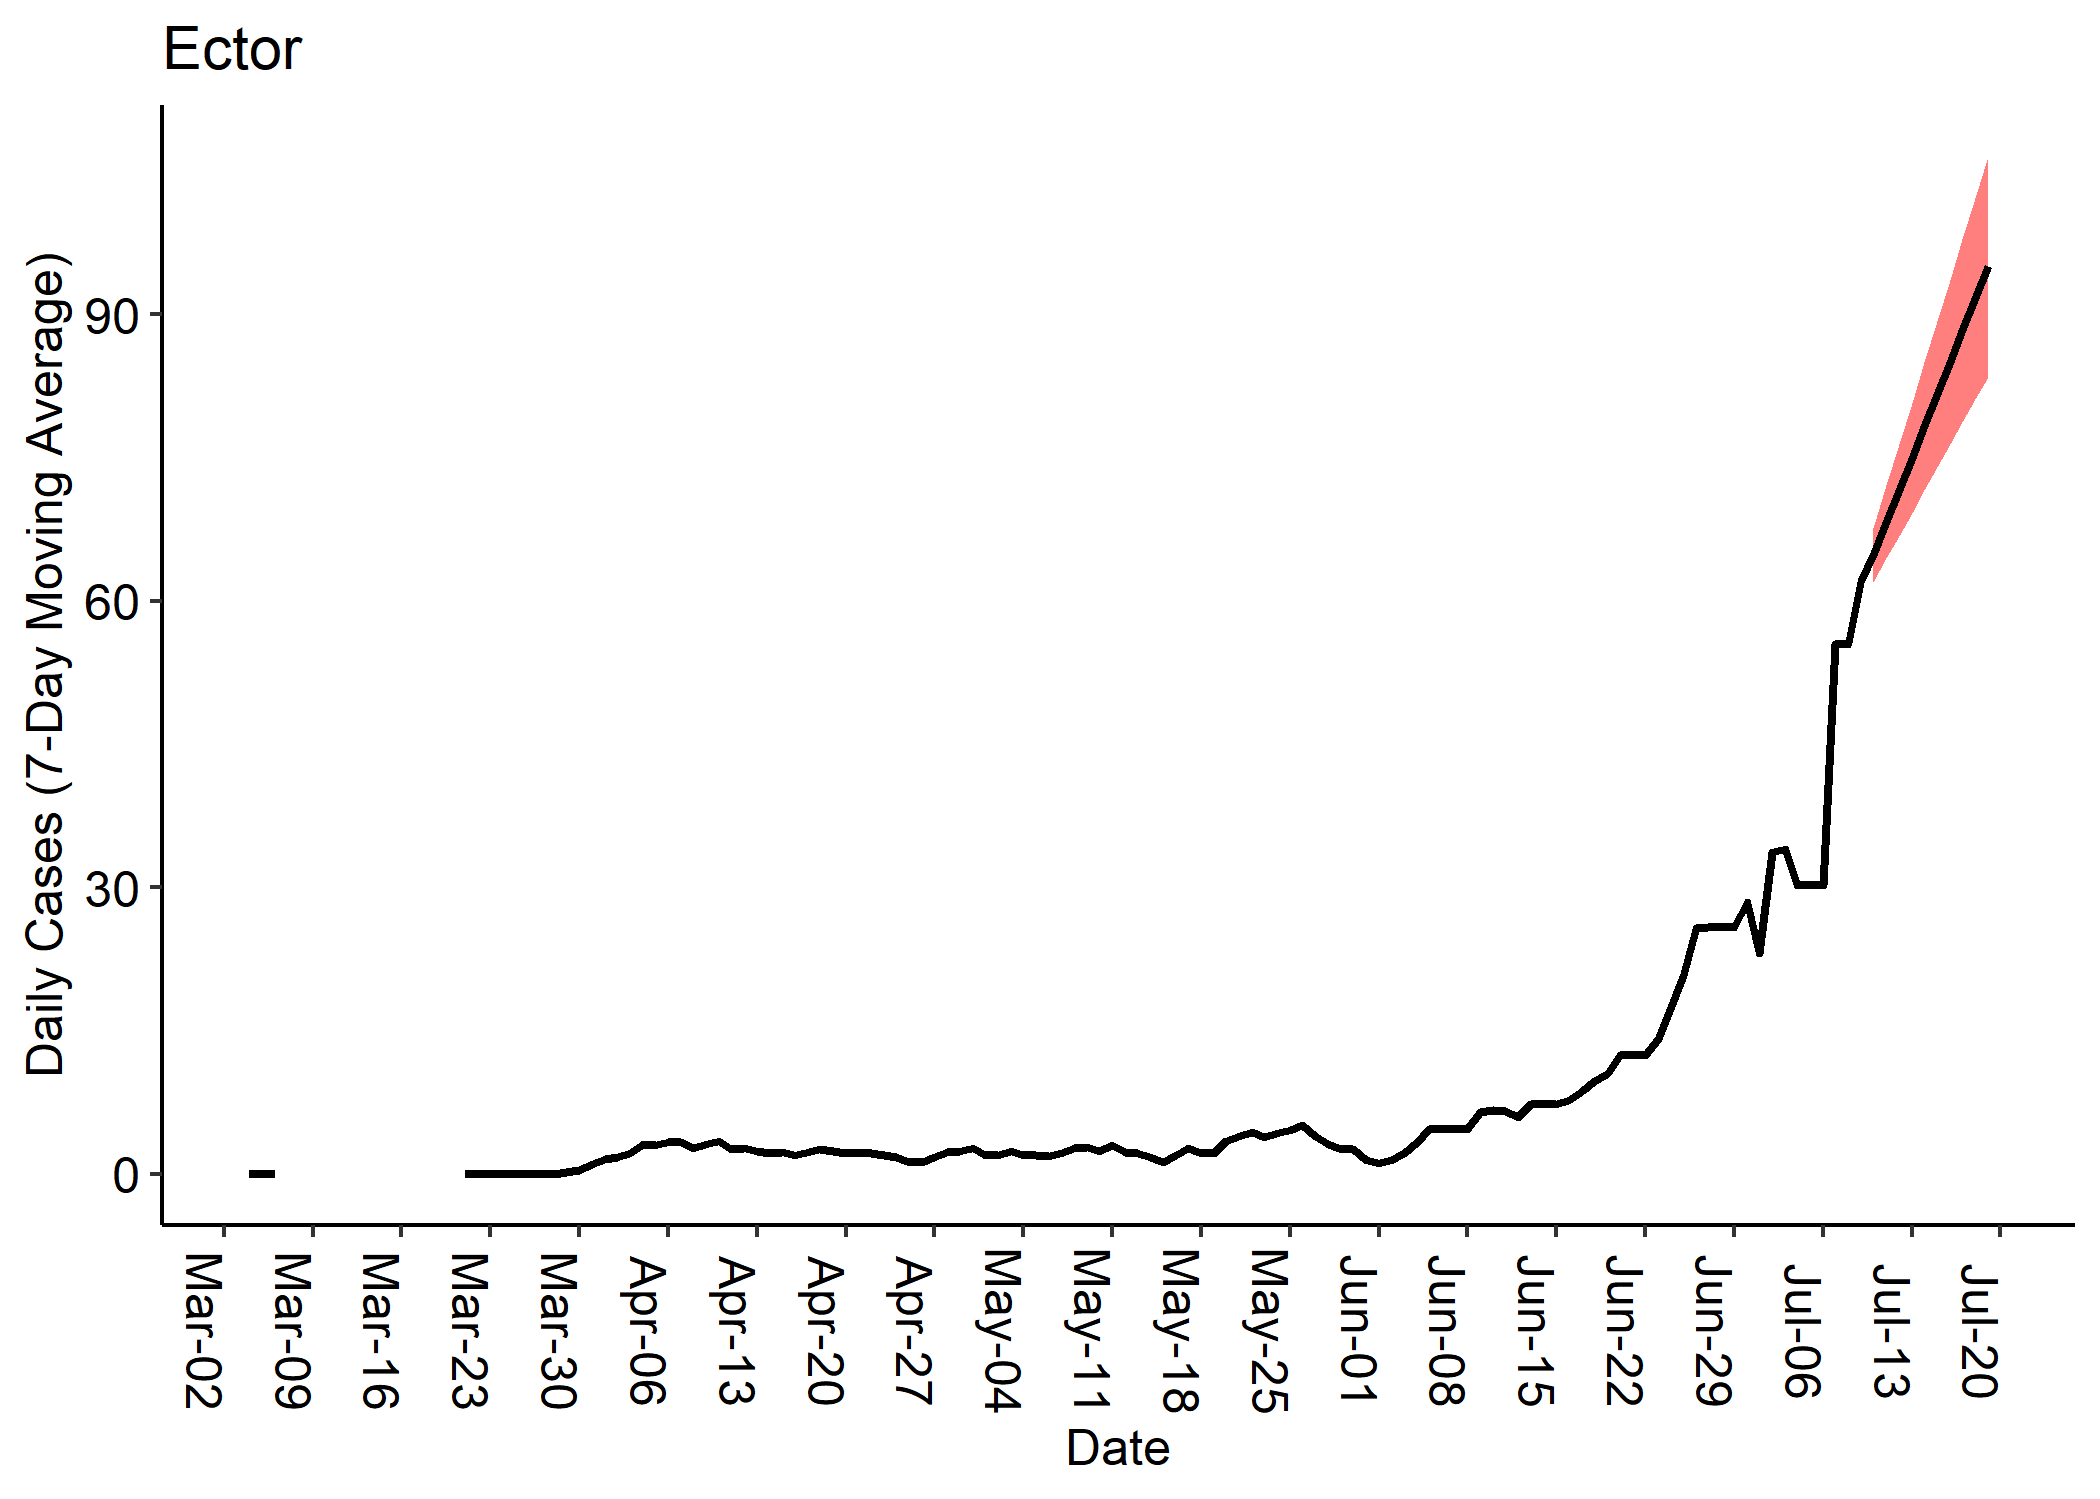 Ector
Daily Cases (7-Day Moving Average)
90
60
30
0
Mar-02
Mar-09
Mar-16
Mar-23
Mar-30
Apr-06
Apr-13
Apr-20
Apr-27
May-04
May-11
May-18
May-25
Jun-01
Jun-08
Jun-15
Jun-22
Jun-29
Jul-06
Jul-13
Jul-20
Date